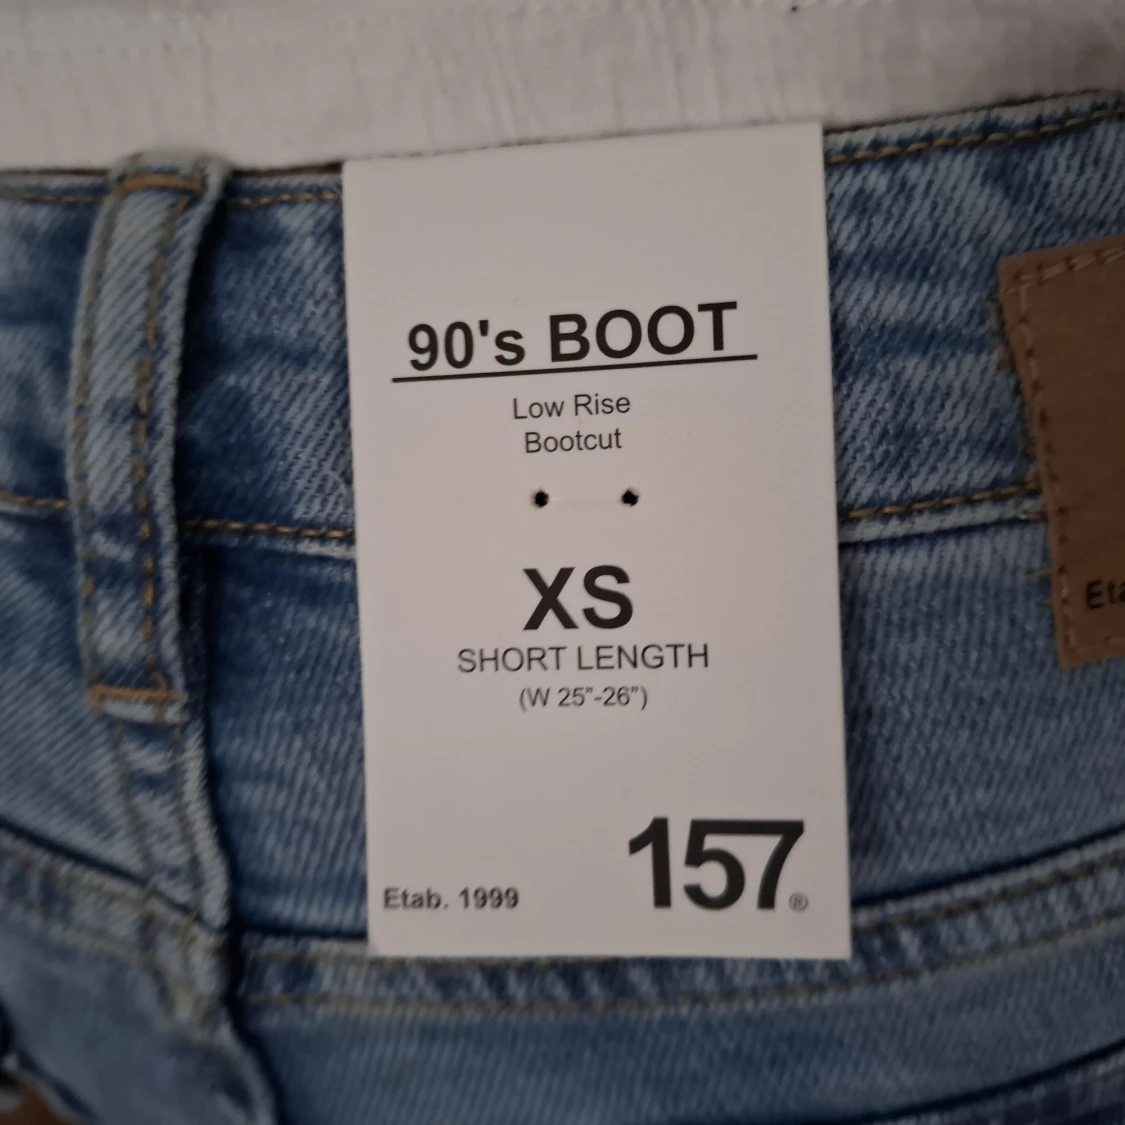 90's BOOT
Low Rise
Bootcut
XS
SHORT LENGTH
(W 25”-26”)
157®
Etab. 1999